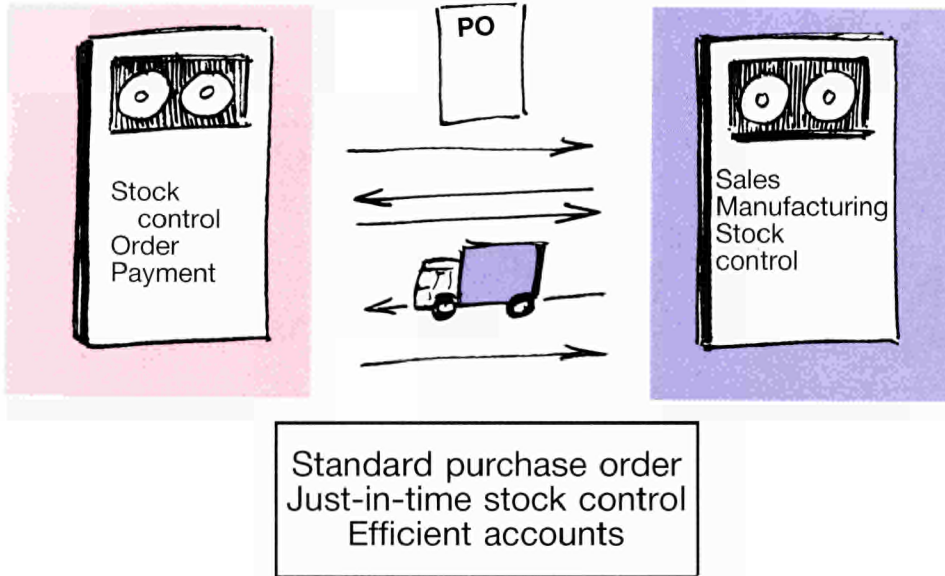 PO
Stock
control
Order
Payment
Sales
Manufacturing
Stock
control
Standard purchase order
Just-in-time stock control
Efficient accounts